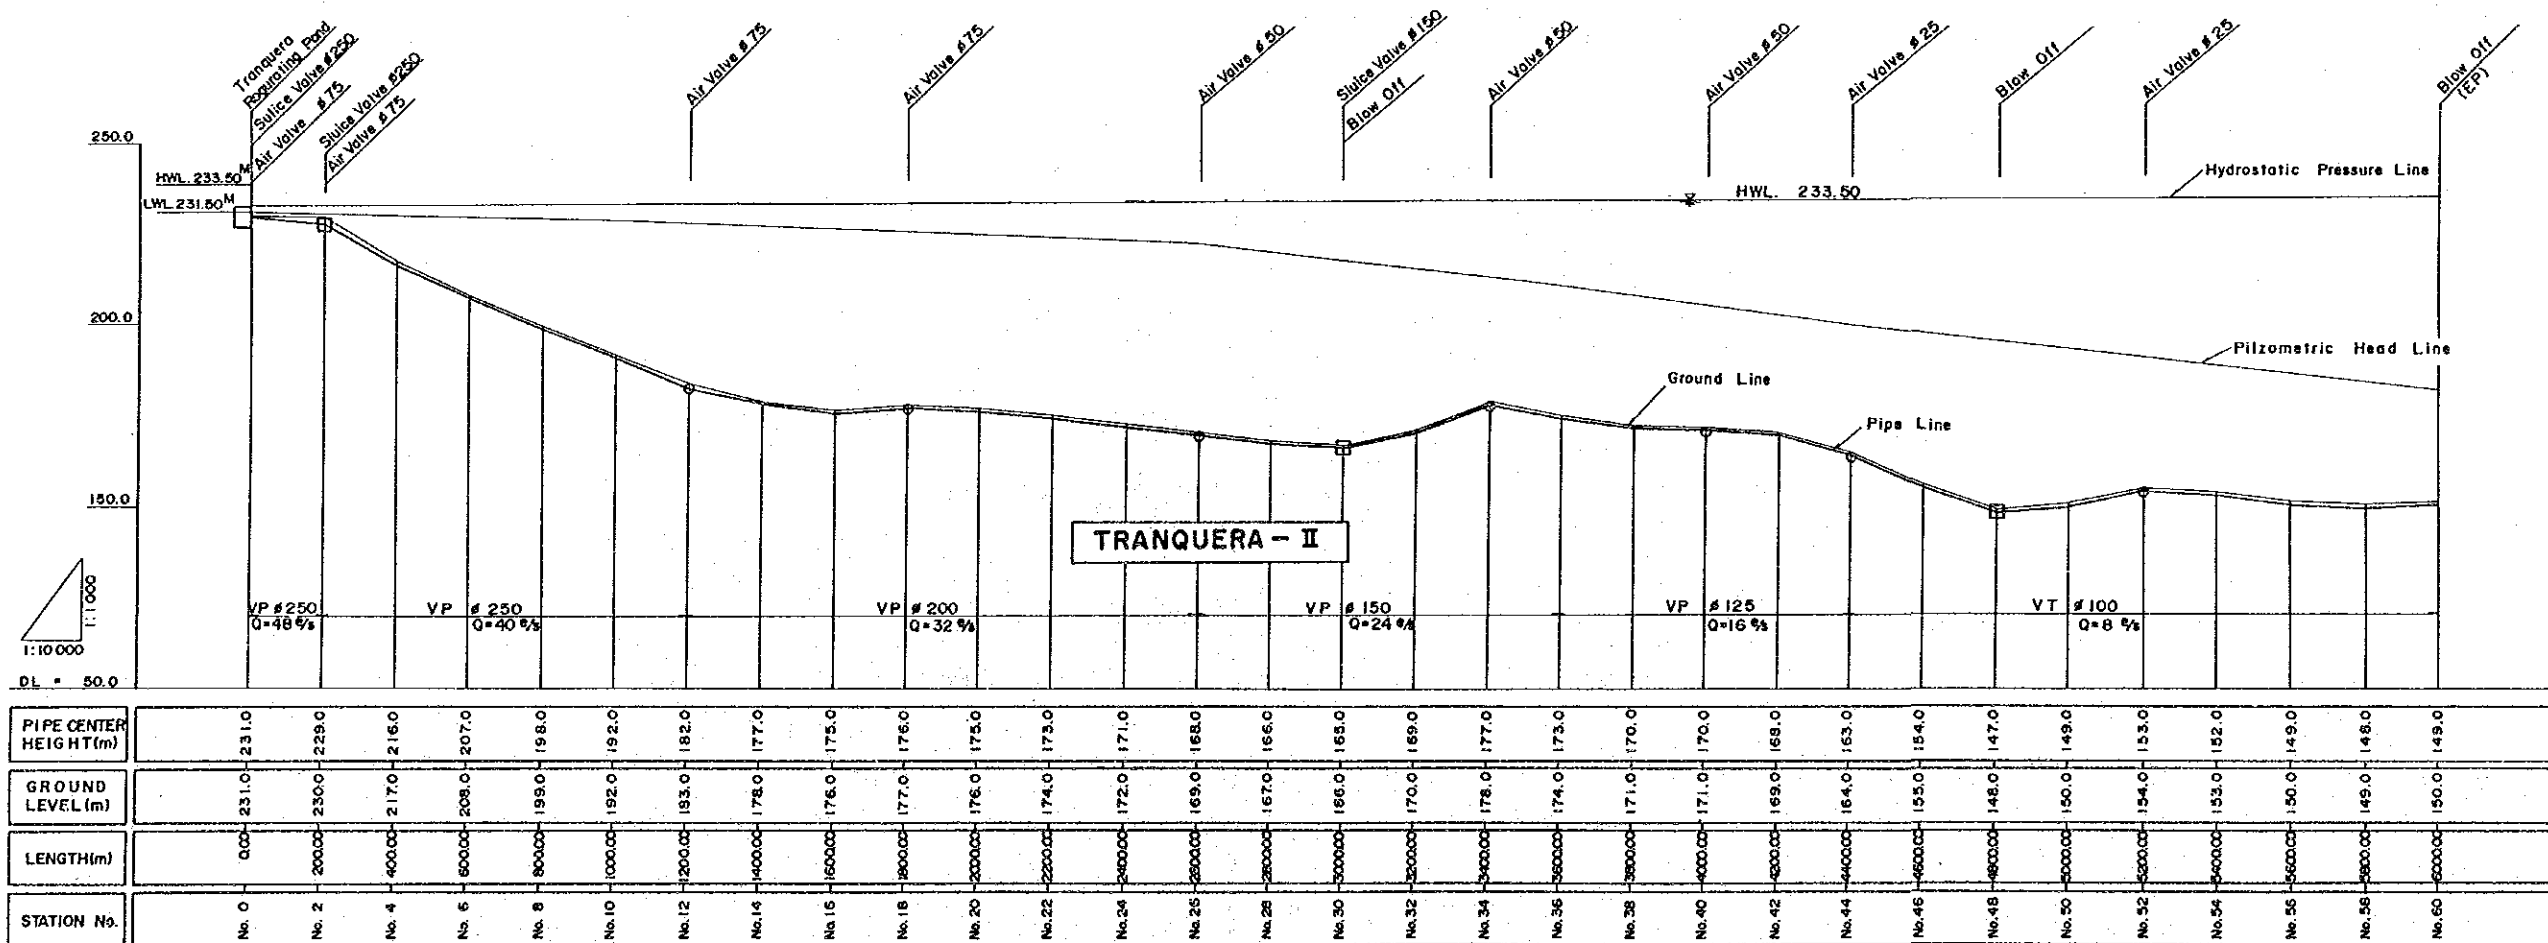 Tranquera
Rogurating Pond
Sulice Valve ø250
Air Valve ø 75
Sluice Valve ø250
Air Valve ø75
Air Valve ø 75
Air Valve ø 75
Air Valve ø 50
Sluice Valve ø150
Blow Off
Air Valve ø 50
Air Valve ø 50
Air Valve ø 25
Blow Off
Air Valve ø 25
Blow Off
(EP)
250.0
HWL. 233.50 M
LWL 231.50 M
Hydrostatic Pressure Line
HWL. 233.50
200.0
Pilzometric Head Line
Ground Line
Pipe Line
150.0
TRANQUERA - II
1:1 000
1:10 000
VP ø 250
Q=48 ℓ/s
VP ø 250
Q=40 ℓ/s
VP ø 200
Q=32 ℓ/s
VP ø 150
Q=24 ℓ/s
VP ø 125
Q=16 ℓ/s
VT ø 100
Q=8 ℓ/s
DL = 50.0
PIPE CENTER HEIGHT(m) 231.0 229.0 216.0 207.0 198.0 192.0 182.0 177.0 175.0 176.0 175.0 173.0 171.0 168.0 166.0 165.0 169.0 177.0 173.0 170.0 170.0 168.0 163.0 154.0 147.0 149.0 153.0 152.0 149.0 148.0 149.0
GROUND LEVEL(m) 231.0 230.0 217.0 208.0 199.0 192.0 183.0 178.0 176.0 177.0 176.0 174.0 172.0 169.0 167.0 166.0 170.0 178.0 174.0 171.0 171.0 169.0 164.0 155.0 148.0 150.0 154.0 153.0 150.0 149.0 150.0
LENGTH(m) 0.00 200.00 400.00 600.00 800.00 1000.00 1200.00 1400.00 1600.00 1800.00 2000.00 2200.00 2400.00 2600.00 2800.00 3000.00 3200.00 3400.00 3600.00 3800.00 4000.00 4200.00 4400.00 4600.00 4800.00 5000.00 5200.00 5400.00 5600.00 5800.00 6000.00
STATION No. No. 0 No. 2 No. 4 No. 6 No. 8 No. 10 No. 12 No. 14 No. 16 No. 18 No. 20 No. 22 No. 24 No. 26 No. 28 No. 30 No. 32 No. 34 No. 36 No. 38 No. 40 No. 42 No. 44 No. 46 No. 48 No. 50 No. 52 No. 54 No. 56 No. 58 No. 60